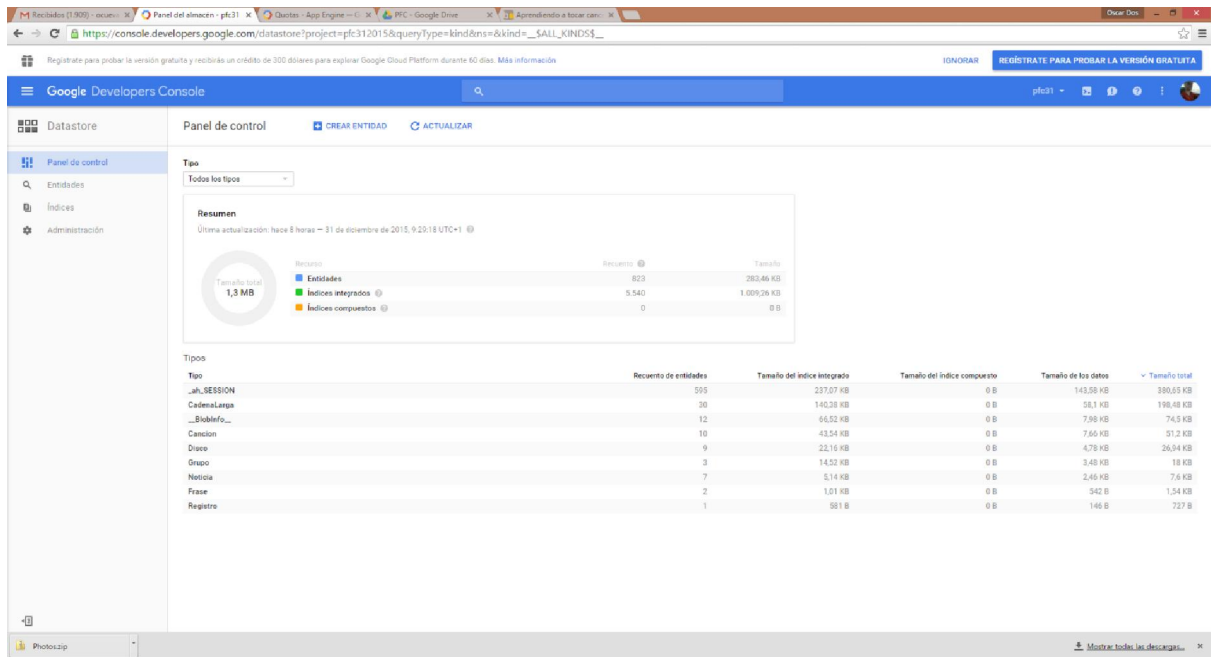 Recibidos (1.909) - ocueva
Panel del almacén - pfc31
Quotas - App Engine — G
PFC - Google Drive
Aprendiendo a tocar canc
Oscar Dos
https://console.developers.google.com/datastore?project=pfc312015&queryType=kind&ns=&kind=__$ALL_KINDS$__
Regístrate para probar la versión gratuita y recibirás un crédito de 300 dólares para explorar Google Cloud Platform durante 60 días. Más información
IGNORAR
REGÍSTRATE PARA PROBAR LA VERSIÓN GRATUITA
Google Developers Console
pfc31
Datastore
Panel de control
CREAR ENTIDAD
ACTUALIZAR
Panel de control
Entidades
Índices
Administración
Tipo
Todos los tipos
Resumen
Última actualización: hace 8 horas — 31 de diciembre de 2015, 9:29:18 UTC+1
Tamaño total
1,3 MB
Recurso Recuento Tamaño
Entidades 823 283,46 KB
Índices integrados 5.540 1.009,26 KB
Índices compuestos 0 0 B
Tipos
Tipo Recuento de entidades Tamaño del índice integrado Tamaño del índice compuesto Tamaño de los datos Tamaño total
_ah_SESSION 595 237,07 KB 0 B 143,58 KB 380,65 KB
CadenaLarga 30 140,38 KB 0 B 58,1 KB 198,48 KB
__BlobInfo__ 12 66,52 KB 0 B 7,98 KB 74,5 KB
Cancion 10 43,54 KB 0 B 7,66 KB 51,2 KB
Disco 9 22,16 KB 0 B 4,78 KB 26,94 KB
Grupo 3 14,52 KB 0 B 3,48 KB 18 KB
Noticia 7 5,14 KB 0 B 2,46 KB 7,6 KB
Frase 2 1,01 KB 0 B 542 B 1,54 KB
Registro 1 581 B 0 B 146 B 727 B
Photos.zip
Mostrar todas las descargas...